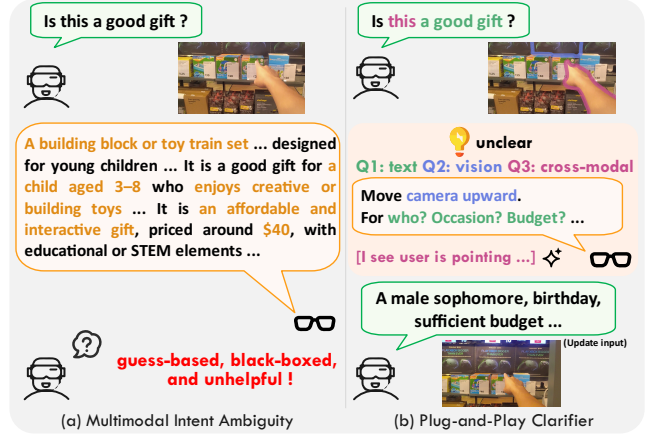 Is this a good gift ?
A building block or toy train set ... designed
for young children ... It is a good gift for a
child aged 3–8 who enjoys creative or
building toys ... It is an affordable and
interactive gift, priced around $40, with
educational or STEM elements ...
?
guess-based, black-boxed,
and unhelpful !
(a) Multimodal Intent Ambiguity
Is this a good gift ?
unclear
Q1: text Q2: vision Q3: cross-modal
Move camera upward.
For who? Occasion? Budget? ...
[I see user is pointing ...]
A male sophomore, birthday,
sufficient budget ...
(Update input)
(b) Plug-and-Play Clarifier